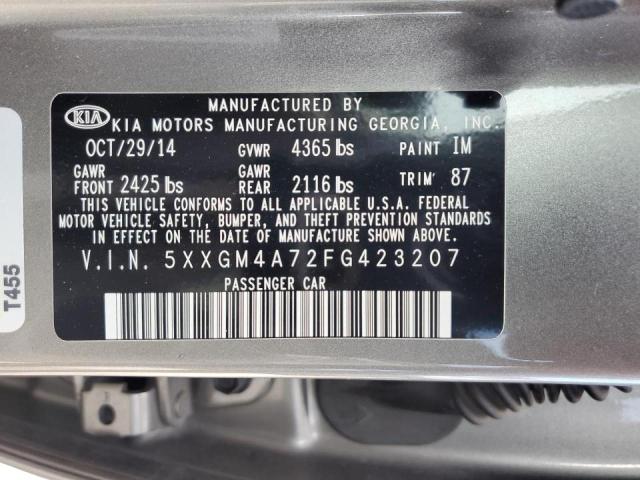 MANUFACTURED BY
KIA KIA MOTORS MANUFACTURING GEORGIA, INC.
OCT/29/14 GVWR 4365 lbs PAINT IM
GAWR FRONT 2425 lbs GAWR REAR 2116 lbs TRIM 87
THIS VEHICLE CONFORMS TO ALL APPLICABLE U.S.A. FEDERAL
MOTOR VEHICLE SAFETY, BUMPER, AND THEFT PREVENTION STANDARDS
IN EFFECT ON THE DATE OF MANUFACTURE SHOWN ABOVE.
V.I.N. 5XXGM4A72FG423207
PASSENGER CAR
T455